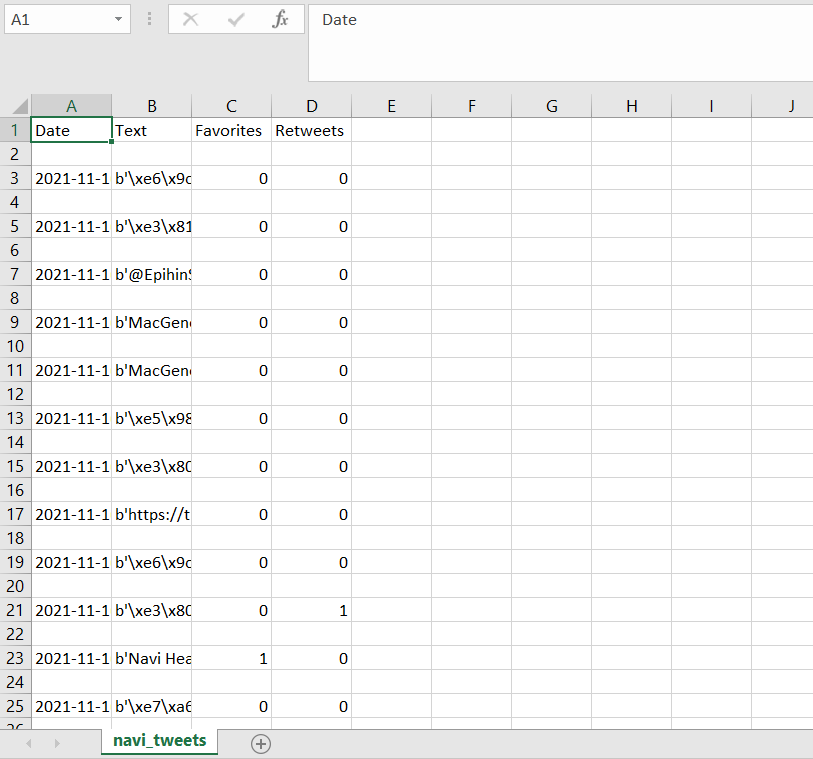 A1 fx Date
A B C D E F G H I J
1 Date Text Favorites Retweets
2
3 2021-11-1 b'\xe6\x9c 0 0
4
5 2021-11-1 b'\xe3\x81 0 0
6
7 2021-11-1 b'@EpihinS 0 0
8
9 2021-11-1 b'MacGene 0 0
10
11 2021-11-1 b'MacGene 0 0
12
13 2021-11-1 b'\xe5\x98 0 0
14
15 2021-11-1 b'\xe3\x80 0 0
16
17 2021-11-1 b'https://t 0 0
18
19 2021-11-1 b'\xe6\x9c 0 0
20
21 2021-11-1 b'\xe3\x80 0 1
22
23 2021-11-1 b'Navi Hea 1 0
24
25 2021-11-1 b'\xe7\xa6 0 0
26
navi_tweets